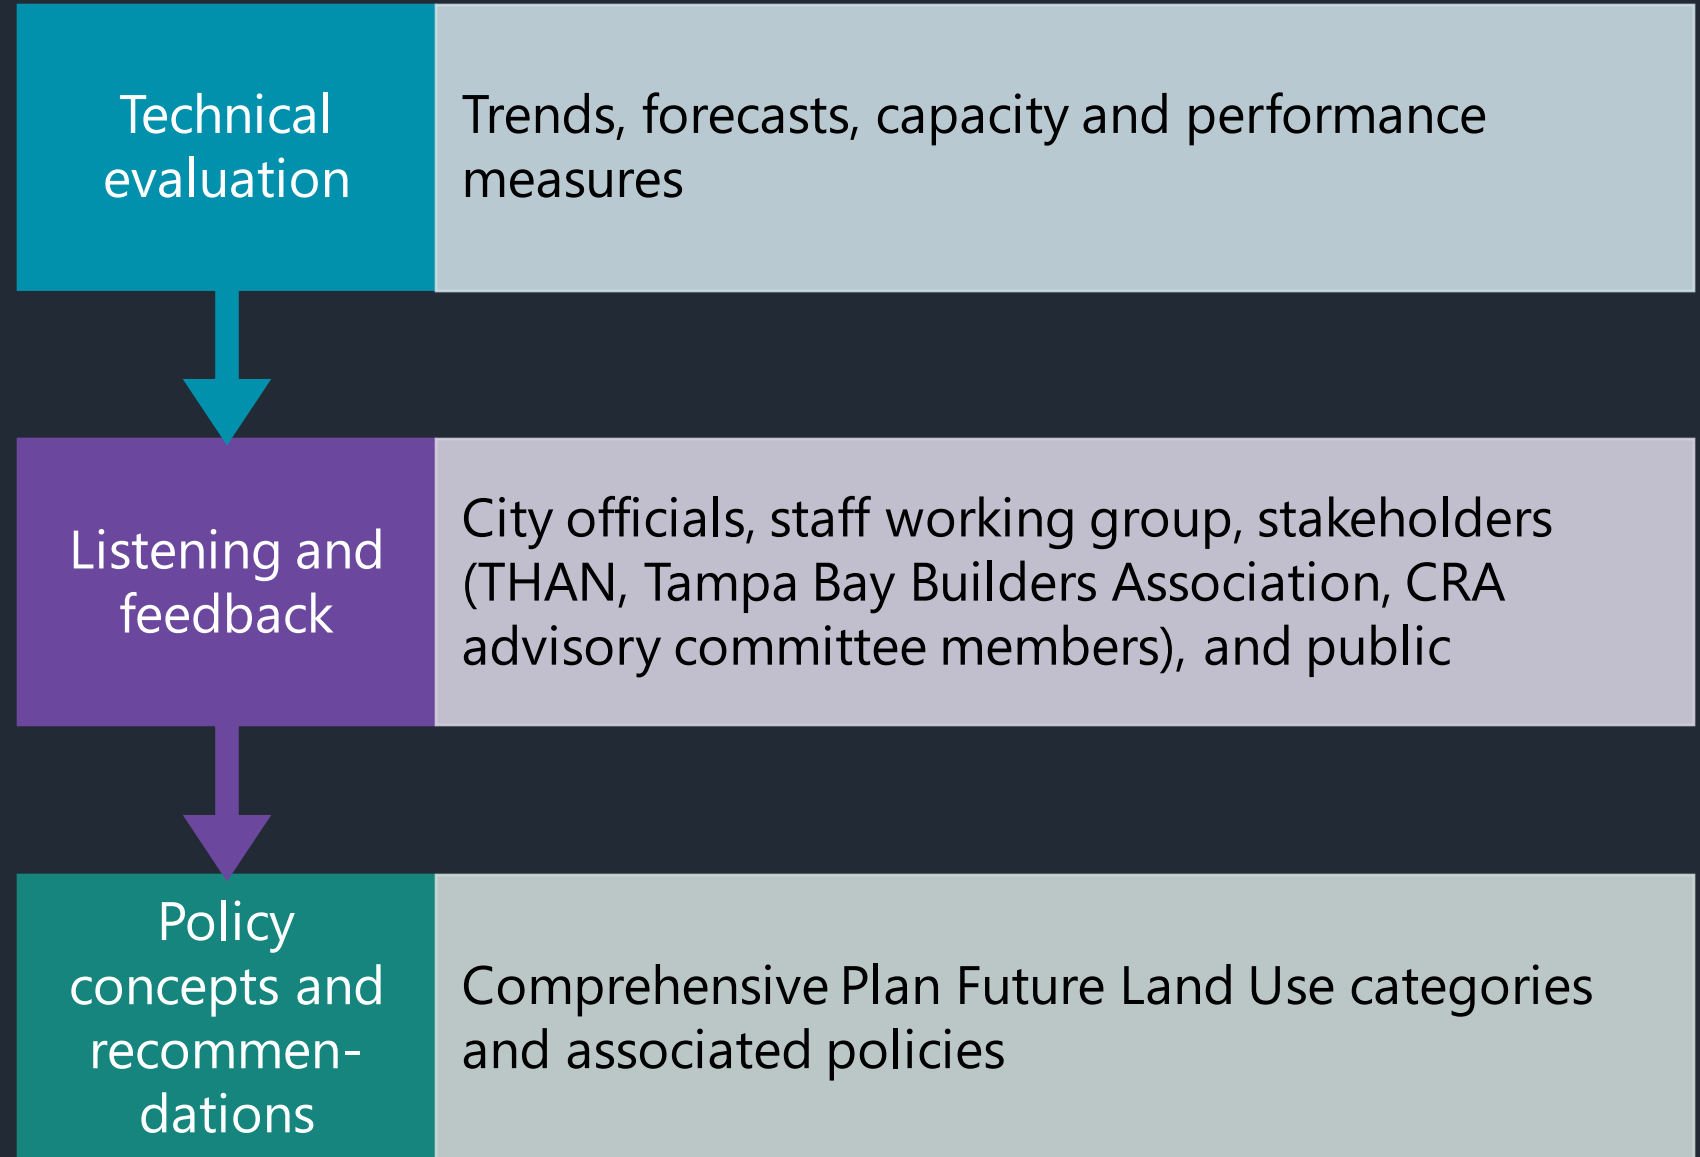 Technical
evaluation
Trends, forecasts, capacity and performance
measures
Listening and
feedback
City officials, staff working group, stakeholders
(THAN, Tampa Bay Builders Association, CRA
advisory committee members), and public
Policy
concepts and
recommen-
dations
Comprehensive Plan Future Land Use categories
and associated policies